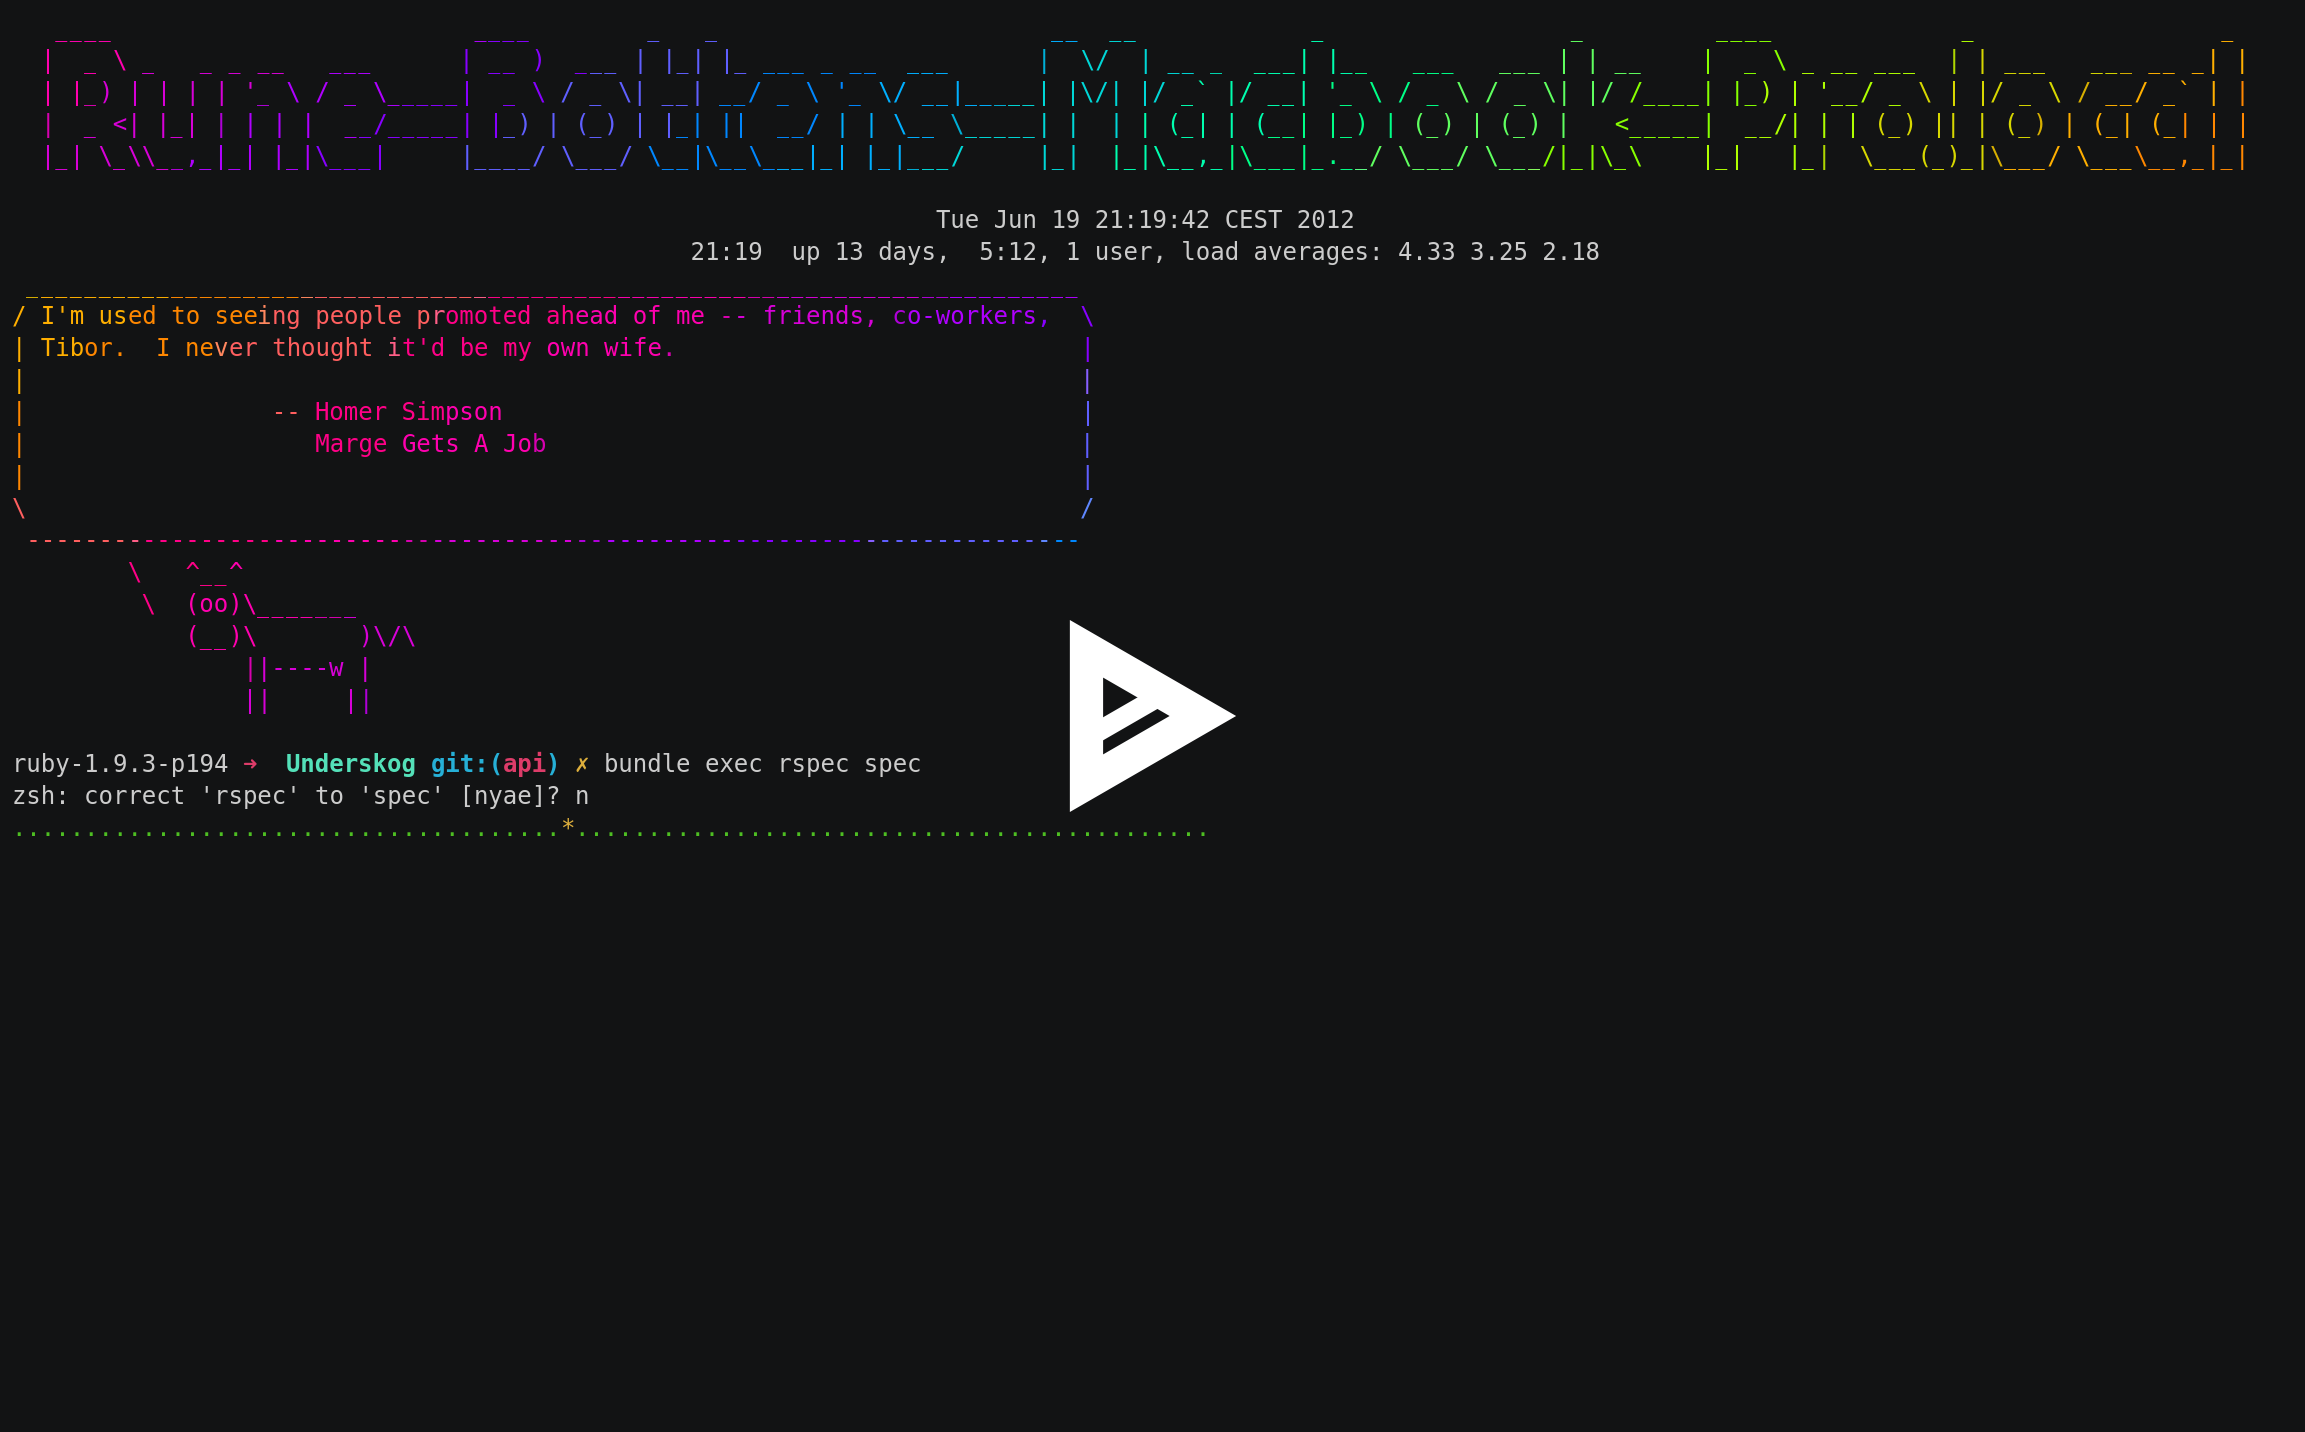 Rune-Botten's-Macbook-Pro.local
Tue Jun 19 21:19:42 CEST 2012
21:19  up 13 days,  5:12, 1 user, load averages: 4.33 3.25 2.18
/ I'm used to seeing people promoted ahead of me -- friends, co-workers,  \
| Tibor.  I never thought it'd be my own wife. |
-- Homer Simpson
Marge Gets A Job
\   ^__^
\  (oo)\_______
(__)\       )\/\
||----w |
||     ||
ruby-1.9.3-p194 ➜  Underskog git:(api) ✗ bundle exec rspec spec
zsh: correct 'rspec' to 'spec' [nyae]? n
......................................*............................................